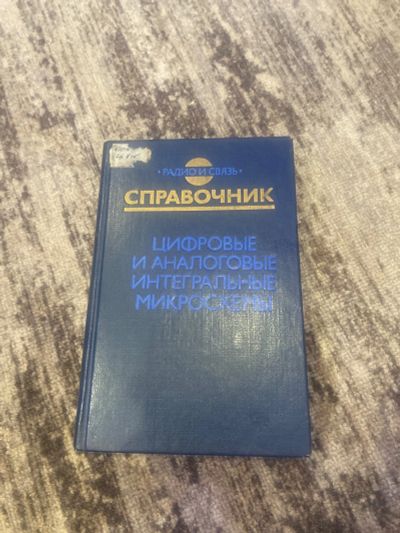 • РАДИО И СВЯЗЬ •
СПРАВОЧНИК
ЦИФРОВЫЕ
И АНАЛОГОВЫЕ
ИНТЕГРАЛЬНЫЕ
МИКРОСХЕМЫ